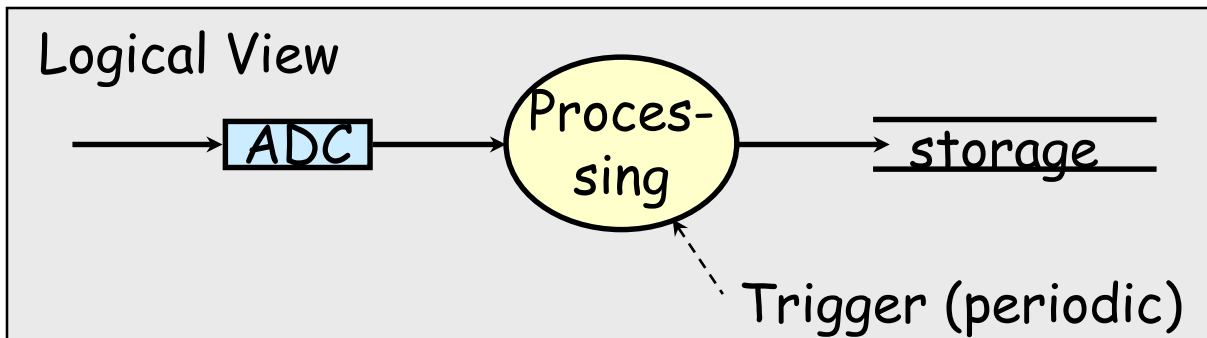 Logical View
ADC
Proces-
sing
storage
Trigger (periodic)